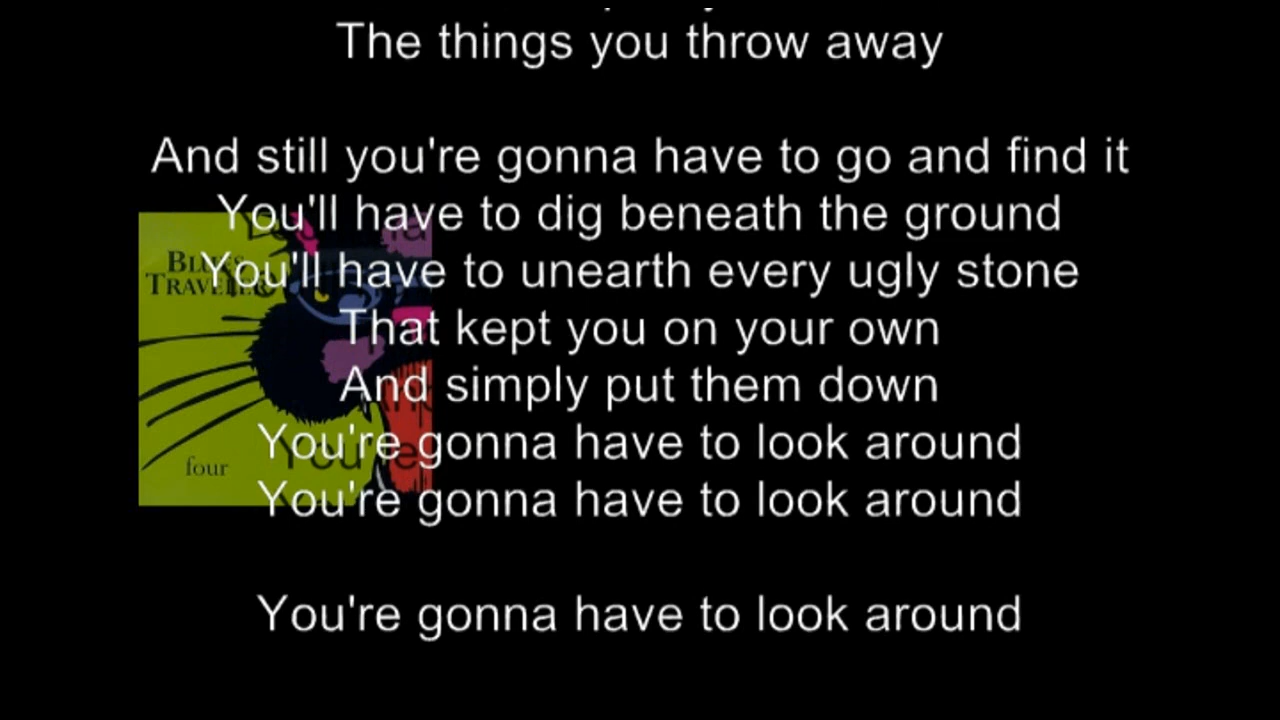 The things you throw away
And still you're gonna have to go and find it
You'll have to dig beneath the ground
You'll have to unearth every ugly stone
That kept you on your own
And simply put them down
You're gonna have to look around
You're gonna have to look around
You're gonna have to look around
BLUES
TRAVELER
four